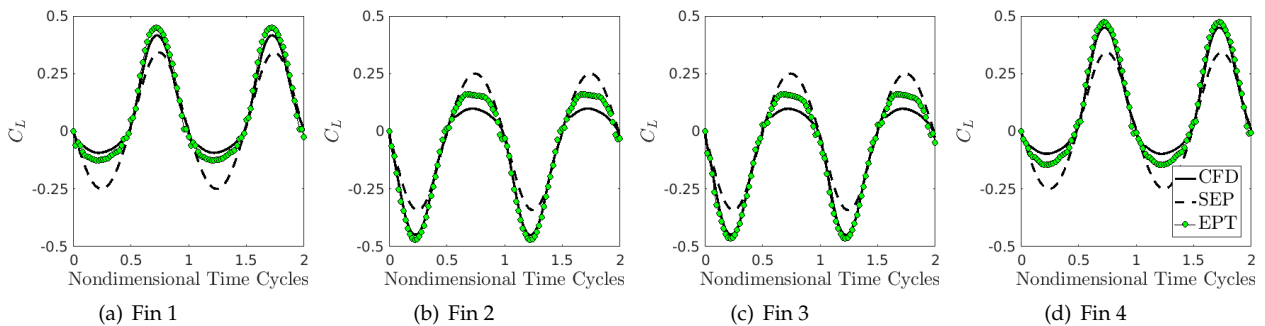 0.5 0.5 0.5 0.5
0.25 0.25 0.25 0.25
C_L C_L C_L C_L
0 0 0 0
-0.25 -0.25 -0.25 -0.25
CFD
SEP
EPT
-0.5 -0.5 -0.5 -0.5
0 0.5 1 1.5 2 0 0.5 1 1.5 2 0 0.5 1 1.5 2 0 0.5 1 1.5 2
Nondimensional Time Cycles Nondimensional Time Cycles Nondimensional Time Cycles Nondimensional Time Cycles
(a) Fin 1 (b) Fin 2 (c) Fin 3 (d) Fin 4